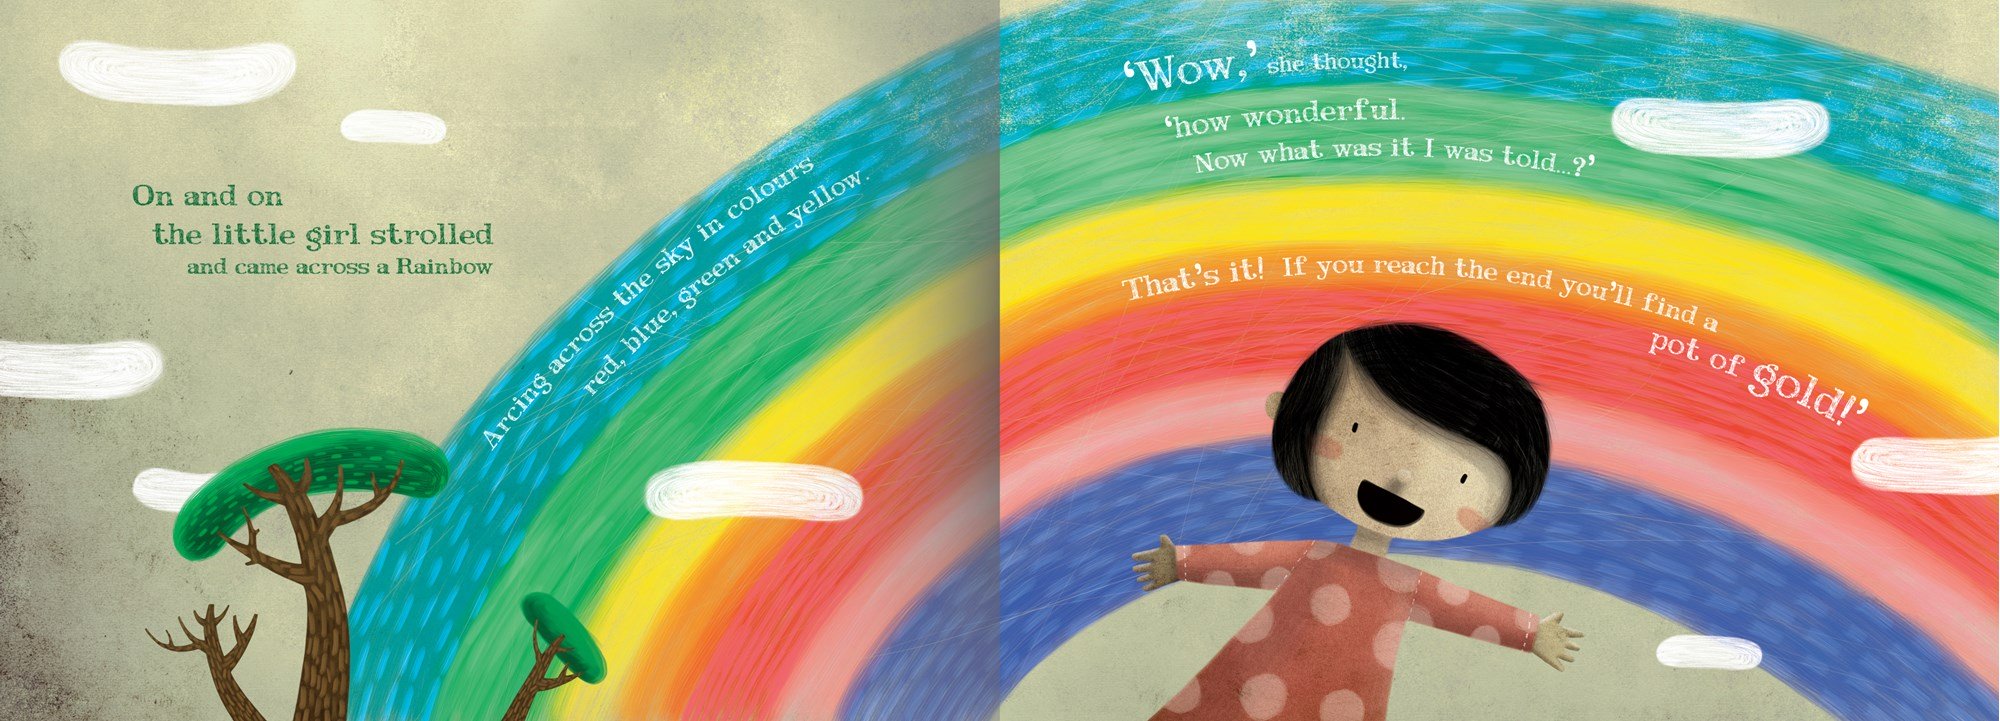 On and on
the little girl strolled
and came across a Rainbow
Arcing across the sky in colours
red, blue, green and yellow.
‘Wow,’ she thought,
‘how wonderful.
Now what was it I was told...?’
That’s it! If you reach the end you’ll find a
pot of gold!’